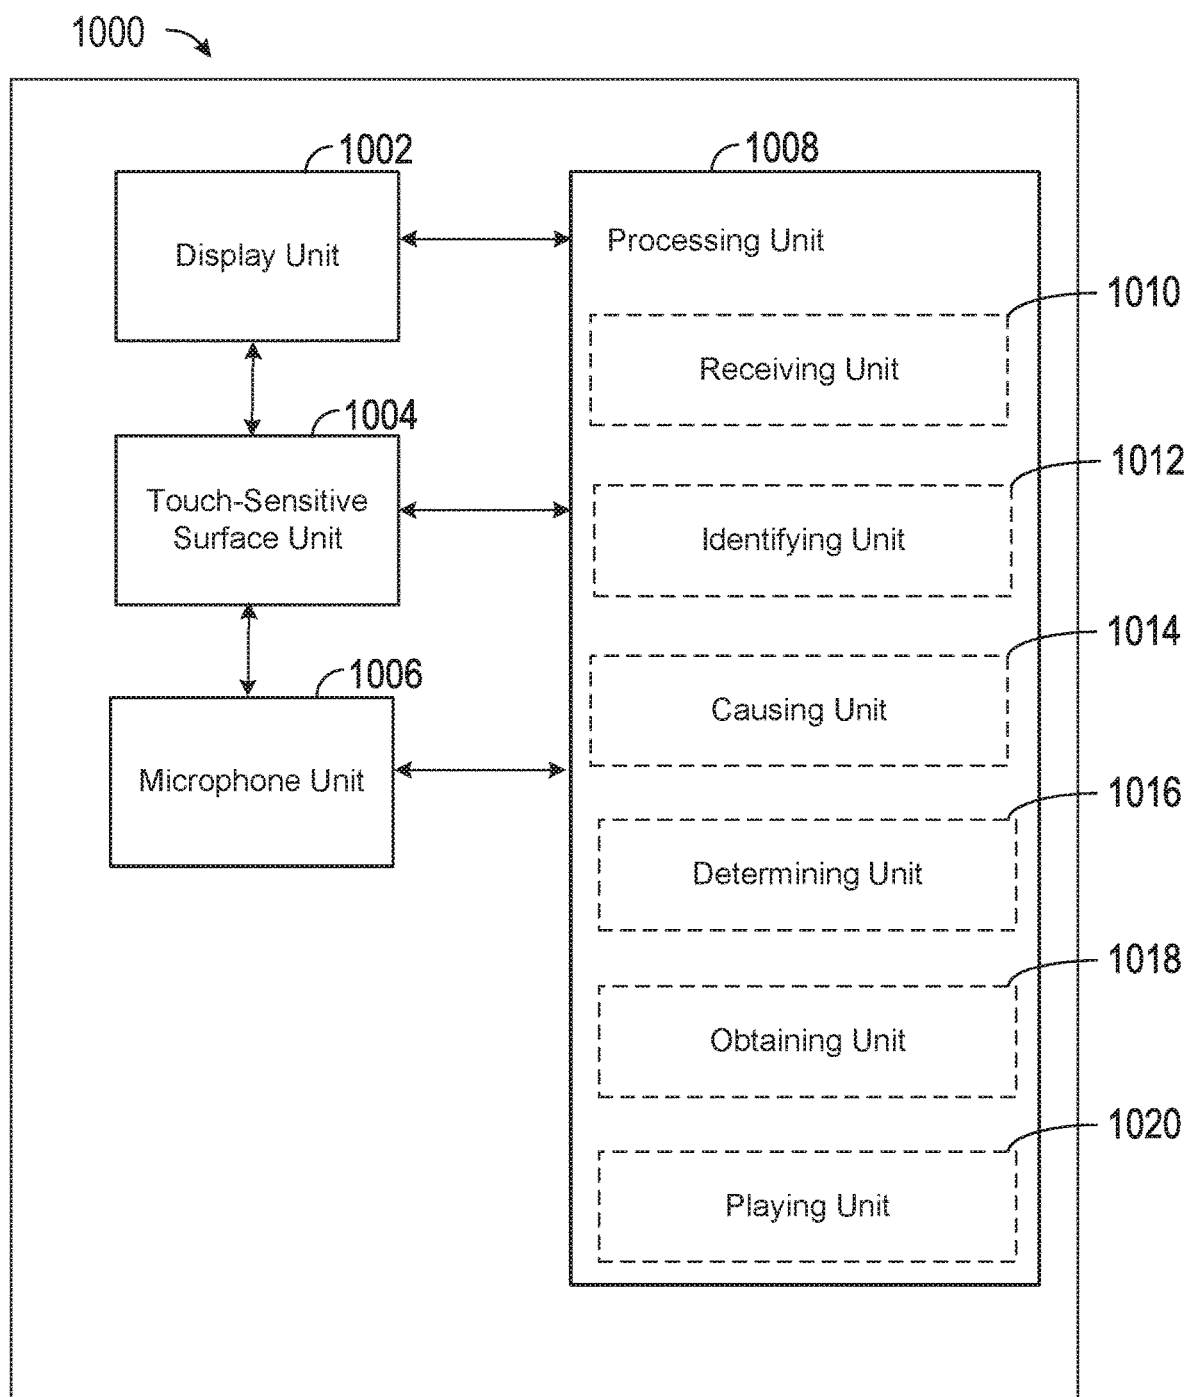 1000
1002
Display Unit
1004
Touch-Sensitive
Surface Unit
1006
Microphone Unit
1008
Processing Unit
1010
Receiving Unit
1012
Identifying Unit
1014
Causing Unit
1016
Determining Unit
1018
Obtaining Unit
1020
Playing Unit